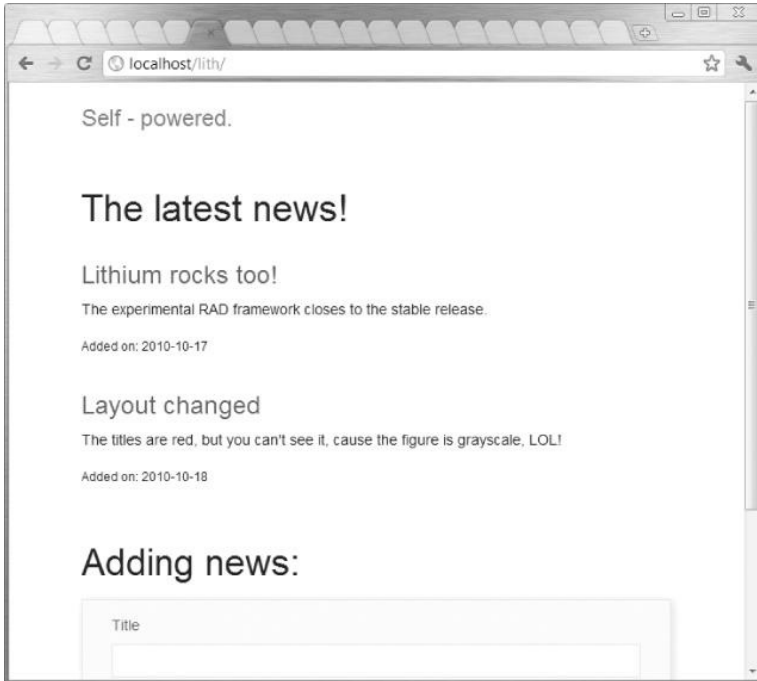 localhost/lith/
Self - powered.
The latest news!
Lithium rocks too!
The experimental RAD framework closes to the stable release.
Added on: 2010-10-17
Layout changed
The titles are red, but you can't see it, cause the figure is grayscale, LOL!
Added on: 2010-10-18
Adding news:
Title